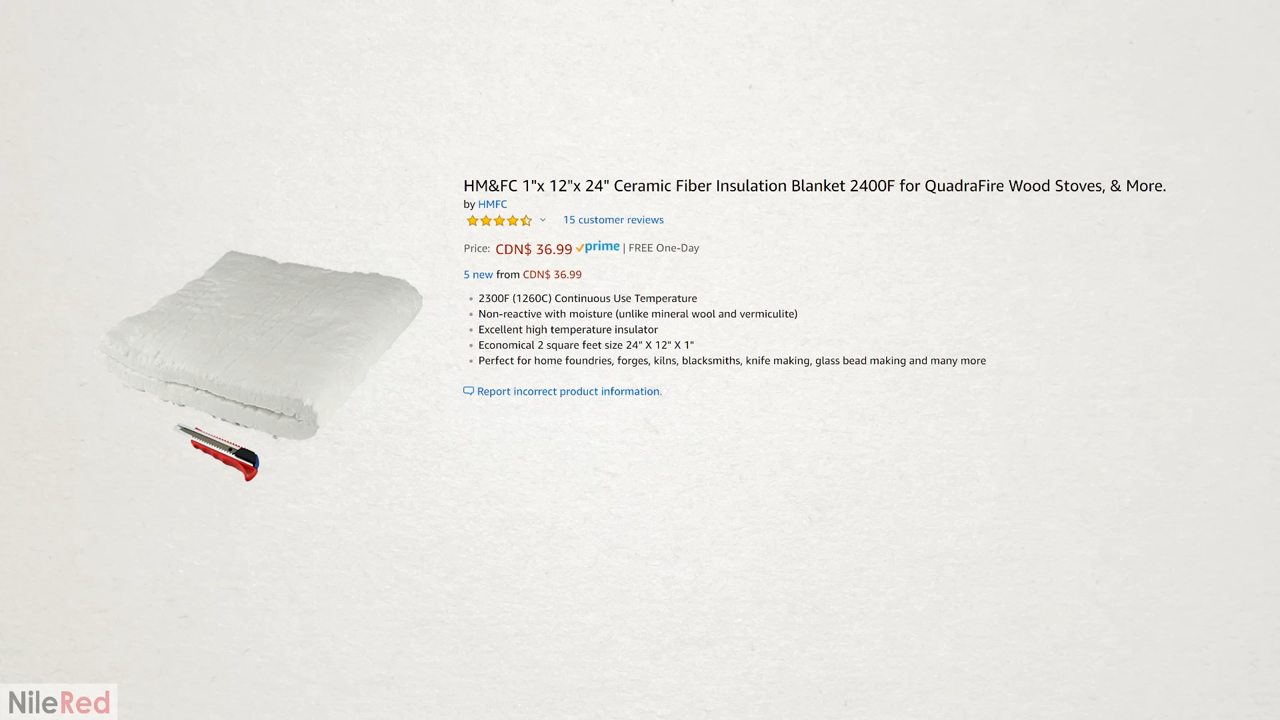 HM&FC 1"x 12"x 24" Ceramic Fiber Insulation Blanket 2400F for QuadraFire Wood Stoves, & More.
by HMFC
15 customer reviews
Price: CDN$ 36.99 prime | FREE One-Day
5 new from CDN$ 36.99
2300F (1260C) Continuous Use Temperature
Non-reactive with moisture (unlike mineral wool and vermiculite)
Excellent high temperature insulator
Economical 2 square feet size 24" X 12" X 1"
Perfect for home foundries, forges, kilns, blacksmiths, knife making, glass bead making and many more
Report incorrect product information.
NileRed